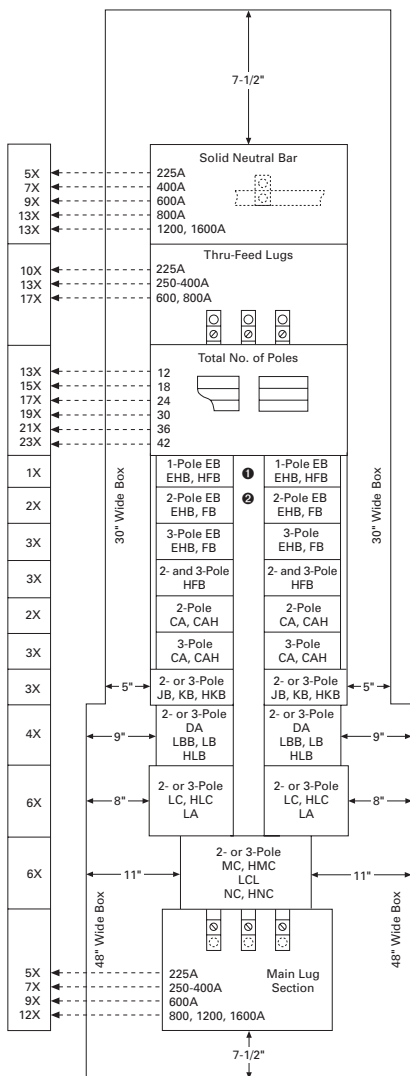 7-1/2"
Solid Neutral Bar
5X 225A
7X 400A
9X 600A
13X 800A
13X 1200, 1600A
Thru-Feed Lugs
10X 225A
13X 250-400A
17X 600, 800A
Total No. of Poles
13X 12
15X 18
17X 24
19X 30
21X 36
23X 42
30" Wide Box
30" Wide Box
1X
1-Pole EB
EHB, HFB
❶
1-Pole EB
EHB, HFB
2X
2-Pole EB
EHB, FB
❷
2-Pole EB
EHB, FB
3X
3-Pole EB
EHB, FB
3-Pole
EHB, FB
3X
2- and 3-Pole
HFB
2- and 3-Pole
HFB
2X
2-Pole
CA, CAH
2-Pole
CA, CAH
3X
3-Pole
CA, CAH
3-Pole
CA, CAH
3X
5"
2- or 3-Pole
JB, KB, HKB
2- or 3-Pole
JB, KB, HKB
5"
4X
9"
2- or 3-Pole
DA
LBB, LB
HLB
2- or 3-Pole
DA
LBB, LB
HLB
9"
6X
8"
2- or 3-Pole
LC, HLC
LA
2- or 3-Pole
LC, HLC
LA
8"
6X
11"
2- or 3-Pole
MC, HMC
LCL
NC, HNC
11"
48" Wide Box
48" Wide Box
Main Lug
Section
5X 225A
7X 250-400A
9X 600A
12X 800, 1200, 1600A
7-1/2"